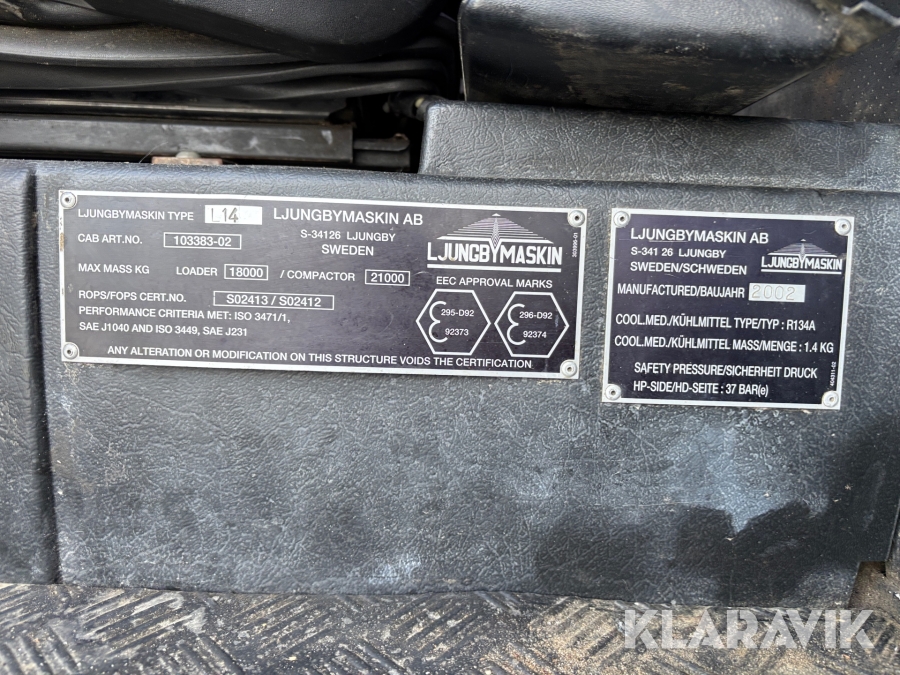 LJUNGBYMASKIN TYPE L14 LJUNGBYMASKIN AB
S-34126 LJUNGBY
SWEDEN
CAB ART.NO. 103383-02
MAX MASS KG LOADER 18000 / COMPACTOR 21000
ROPS/FOPS CERT.NO. S02413 / S02412
PERFORMANCE CRITERIA MET: ISO 3471/1,
SAE J1040 AND ISO 3449, SAE J231
LJUNGBYMASKIN
EEC APPROVAL MARKS
295-D92
92373
296-D92
92374
ANY ALTERATION OR MODIFICATION ON THIS STRUCTURE VOIDS THE CERTIFICATION.
LJUNGBYMASKIN AB
S-341 26 LJUNGBY
SWEDEN/SCHWEDEN
LJUNGBYMASKIN
MANUFACTURED/BAUJAHR 2002
COOL.MED./KÜHLMITTEL TYPE/TYP : R134A
COOL.MED./KÜHLMITTEL MASS/MENGE : 1.4 KG
SAFETY PRESSURE/SICHERHEIT DRUCK
HP-SIDE/HD-SEITE : 37 BAR(e)
KLARAVIK